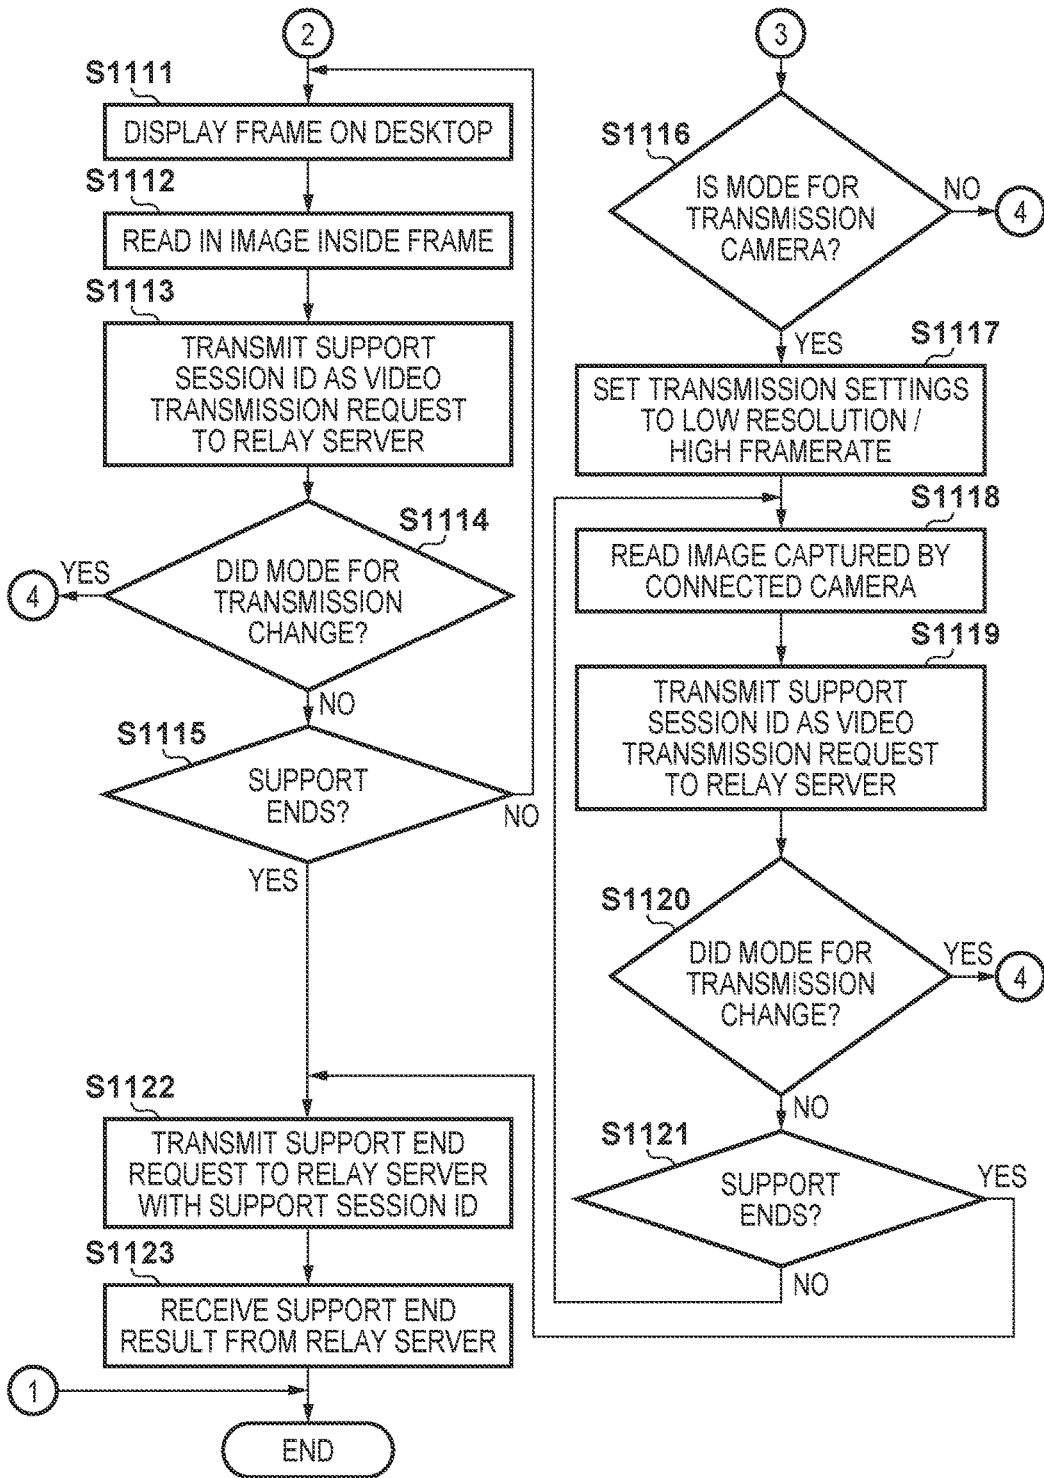 2
S1111
DISPLAY FRAME ON DESKTOP
S1112
READ IN IMAGE INSIDE FRAME
S1113
TRANSMIT SUPPORT
SESSION ID AS VIDEO
TRANSMISSION REQUEST
TO RELAY SERVER
S1114
DID MODE FOR
TRANSMISSION
CHANGE?
YES
4
NO
S1115
SUPPORT
ENDS?
NO
YES
S1122
TRANSMIT SUPPORT END
REQUEST TO RELAY SERVER
WITH SUPPORT SESSION ID
S1123
RECEIVE SUPPORT END
RESULT FROM RELAY SERVER
1
END
3
S1116
IS MODE FOR
TRANSMISSION
CAMERA?
NO
4
YES
S1117
SET TRANSMISSION SETTINGS
TO LOW RESOLUTION /
HIGH FRAMERATE
S1118
READ IMAGE CAPTURED BY
CONNECTED CAMERA
S1119
TRANSMIT SUPPORT
SESSION ID AS VIDEO
TRANSMISSION REQUEST
TO RELAY SERVER
S1120
DID MODE FOR
TRANSMISSION
CHANGE?
YES
4
NO
S1121
SUPPORT
ENDS?
YES
NO